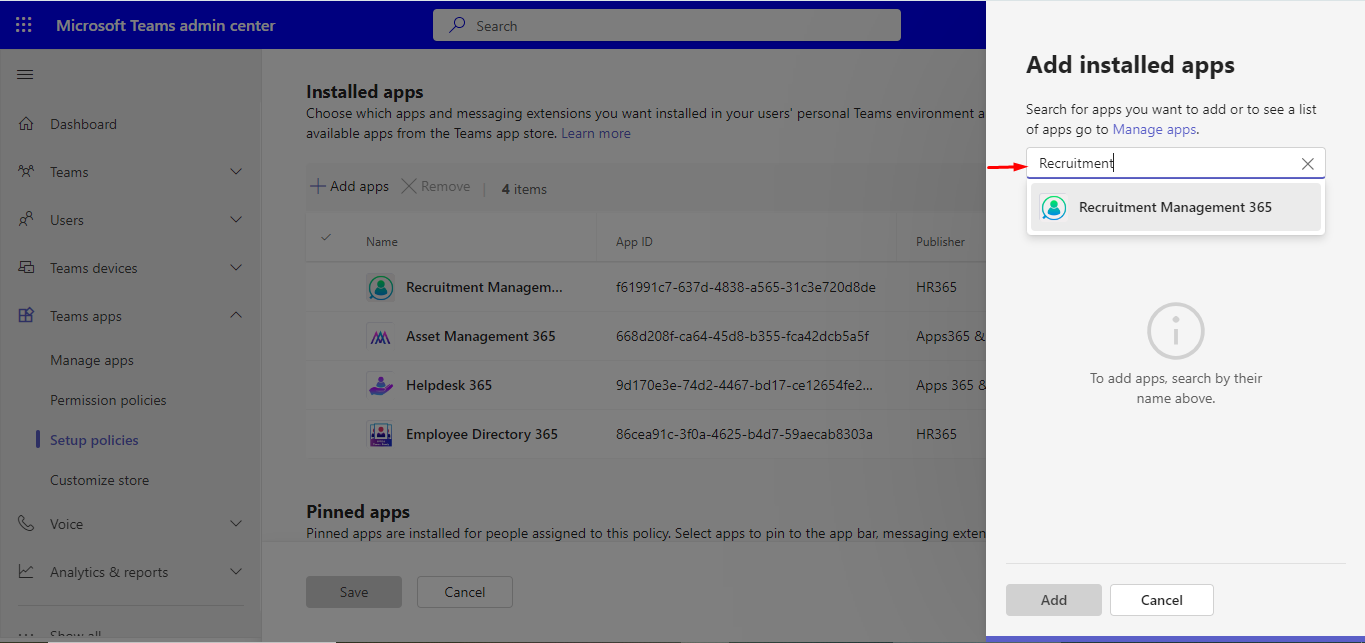 Microsoft Teams admin center
Search
Dashboard
Teams
Users
Teams devices
Teams apps
Manage apps
Permission policies
Setup policies
Customize store
Voice
Analytics & reports
Show all
Installed apps
Choose which apps and messaging extensions you want installed in your users' personal Teams environment a
available apps from the Teams app store. Learn more
Add apps Remove | 4 items
Name App ID Publisher
Recruitment Managem... f61991c7-637d-4838-a565-31c3e720d8de HR365
Asset Management 365 668d208f-ca64-45d8-b355-fca42dcb5a5f Apps365 &
Helpdesk 365 9d170e3e-74d2-4467-bd17-ce12654fe2... Apps 365 &
Employee Directory 365 86cea91c-3f0a-4625-b4d7-59aecab8303a HR365
Pinned apps
Pinned apps are installed for people assigned to this policy. Select apps to pin to the app bar, messaging exten
Save Cancel
Add installed apps
Search for apps you want to add or to see a list
of apps go to Manage apps.
Recruitment
Recruitment Management 365
To add apps, search by their
name above.
Add Cancel